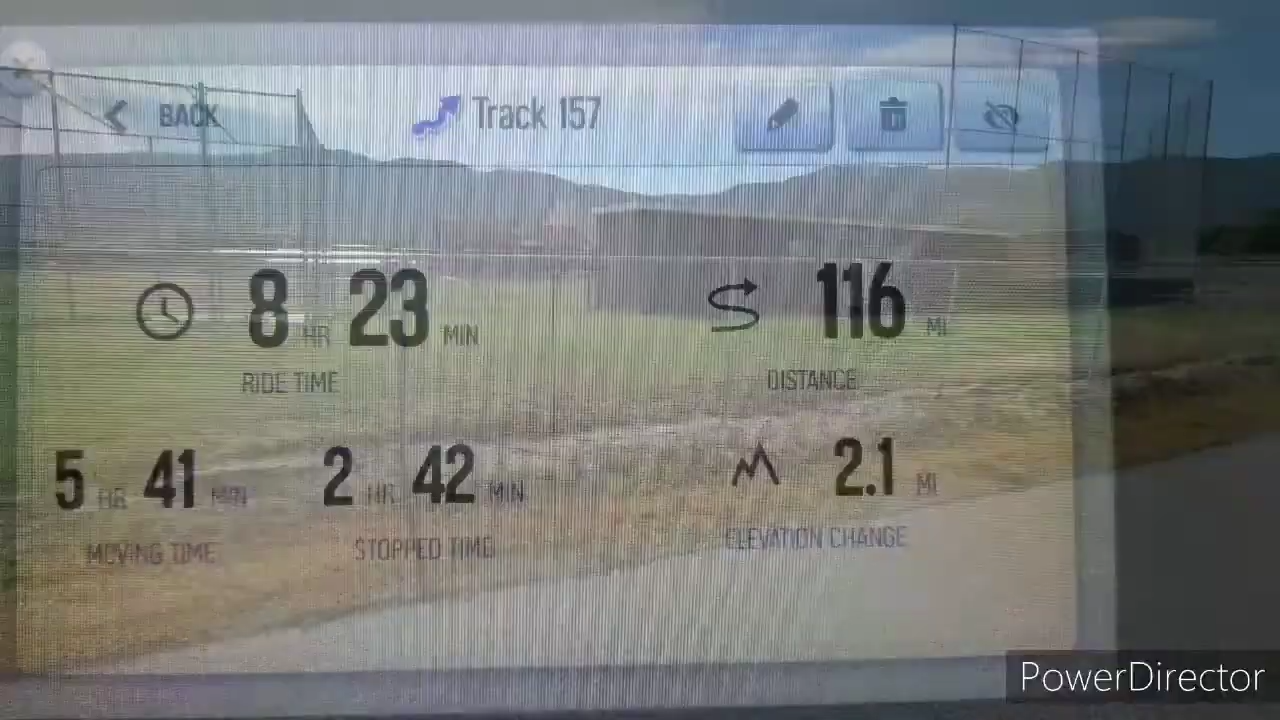 BACK
Track 157
8 HR 23 MIN
RIDE TIME
116 MI
DISTANCE
5 HR 41 MIN
MOVING TIME
2 HR 42 MIN
STOPPED TIME
2.1 MI
ELEVATION CHANGE
PowerDirector